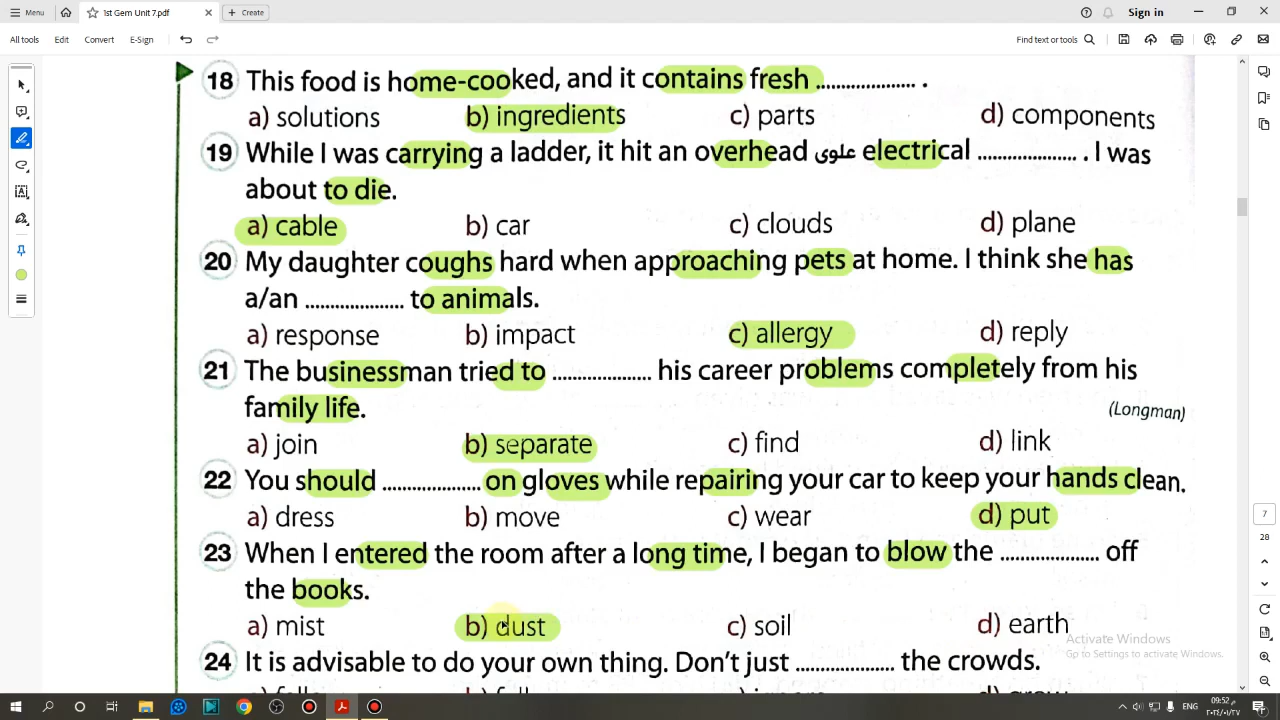 Menu
1st Gem Unit 7.pdf
Create
Sign in
All tools
Edit
Convert
E-Sign
Find text or tools
18 This food is home-cooked, and it contains fresh .................... .
a) solutions b) ingredients c) parts d) components
19 While I was carrying a ladder, it hit an overhead علوى electrical .................... . I was
about to die.
a) cable b) car c) clouds d) plane
20 My daughter coughs hard when approaching pets at home. I think she has
a/an .................... to animals.
a) response b) impact c) allergy d) reply
21 The businessman tried to .................... his career problems completely from his
family life.
(Longman)
a) join b) separate c) find d) link
22 You should .................... on gloves while repairing your car to keep your hands clean.
a) dress b) move c) wear d) put
23 When I entered the room after a long time, I began to blow the .................... off
the books.
a) mist b) dust c) soil d) earth
24 It is advisable to do your own thing. Don't just .................... the crowds.
7
28
Activate Windows
Go to Settings to activate Windows.
09:52 م